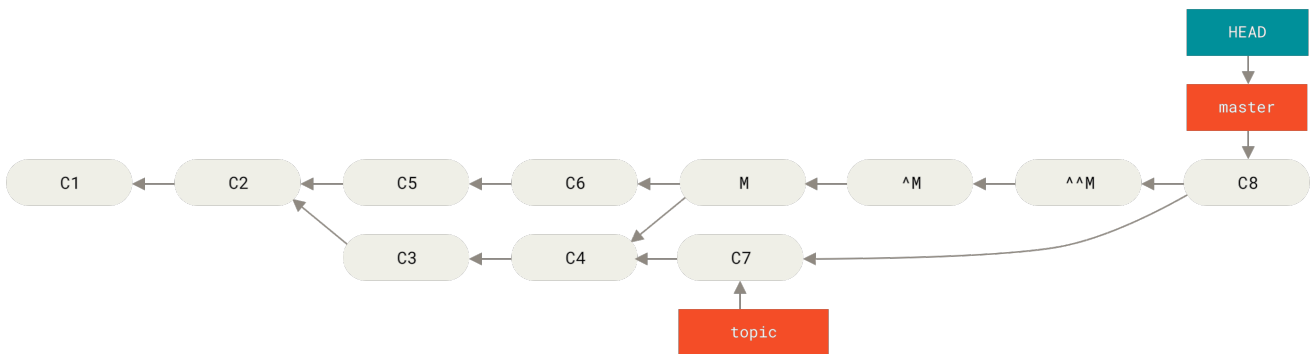 HEAD
master
C1 C2 C5 C6 M ^M ^^M C8
C3 C4 C7
topic